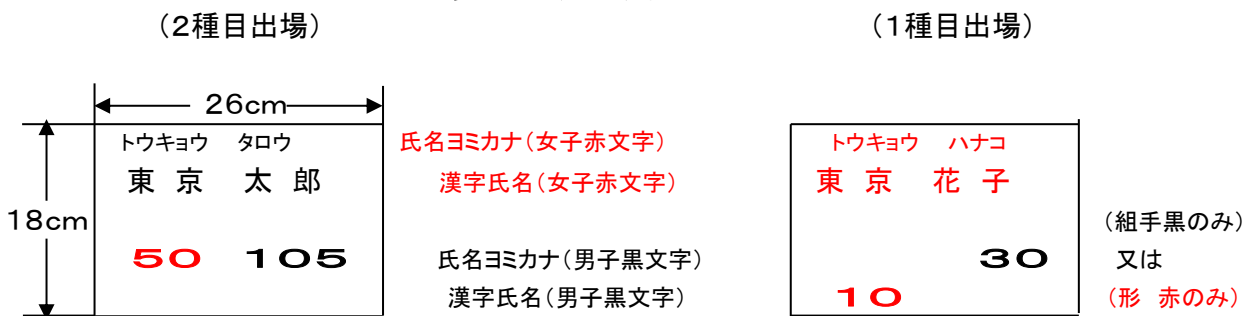 （2種目出場）
（1種目出場）
26cm
18cm
トウキョウ　タロウ
東 京　太 郎
50　105
氏名ヨミカナ（女子赤文字）
漢字氏名（女子赤文字）
氏名ヨミカナ（男子黒文字）
漢字氏名（男子黒文字）
トウキョウ　ハナコ
東 京　花 子
30
10
（組手黒のみ）
又は
（形　赤のみ）